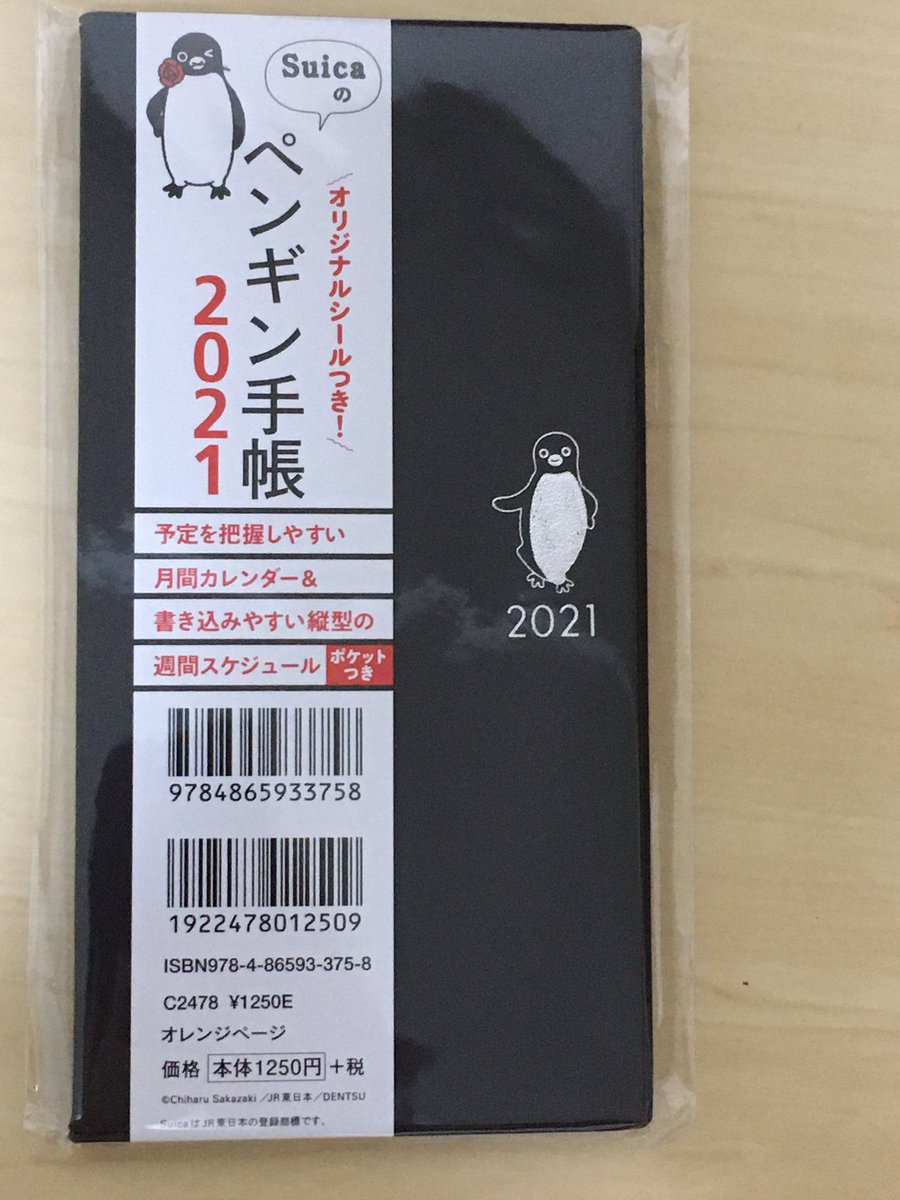 Suica
の
ペンギン手帳
2021
オリジナルシールつき!
予定を把握しやすい
月間カレンダー&
書き込みやすい縦型の
週間スケジュール
ポケット
つき
9784865933758
1922478012509
ISBN978-4-86593-375-8
C2478 ¥1250E
オレンジページ
価格 本体1250円+税
©Chiharu Sakazaki/JR東日本/DENTSU
SuicaはJR東日本の登録商標です。
2021